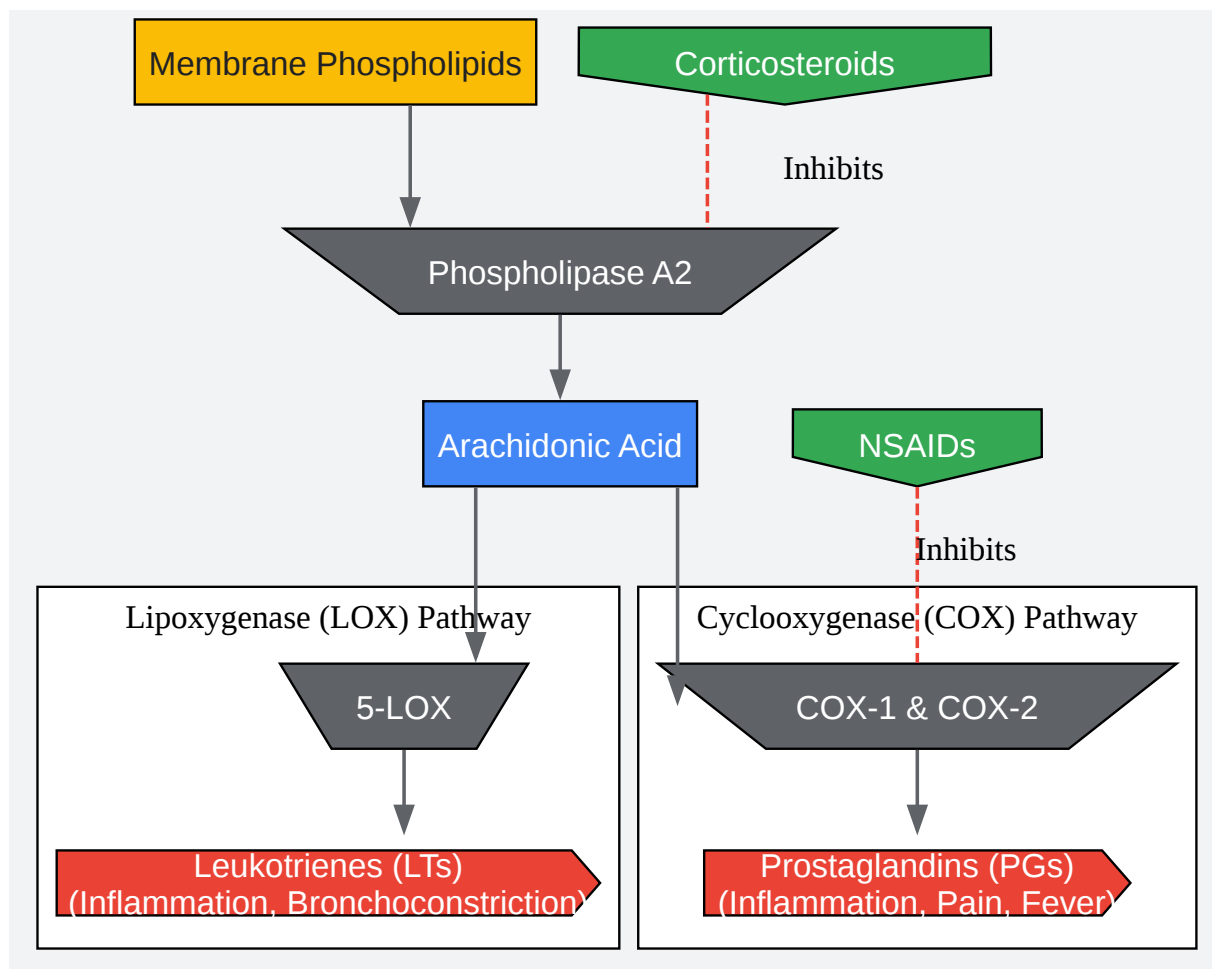 Membrane Phospholipids
Corticosteroids
Inhibits
Phospholipase A2
Arachidonic Acid
NSAIDs
Inhibits
Lipoxygenase (LOX) Pathway
Cyclooxygenase (COX) Pathway
5-LOX
COX-1 & COX-2
Leukotrienes (LTs)
(Inflammation, Bronchoconstriction)
Prostaglandins (PGs)
(Inflammation, Pain, Fever)